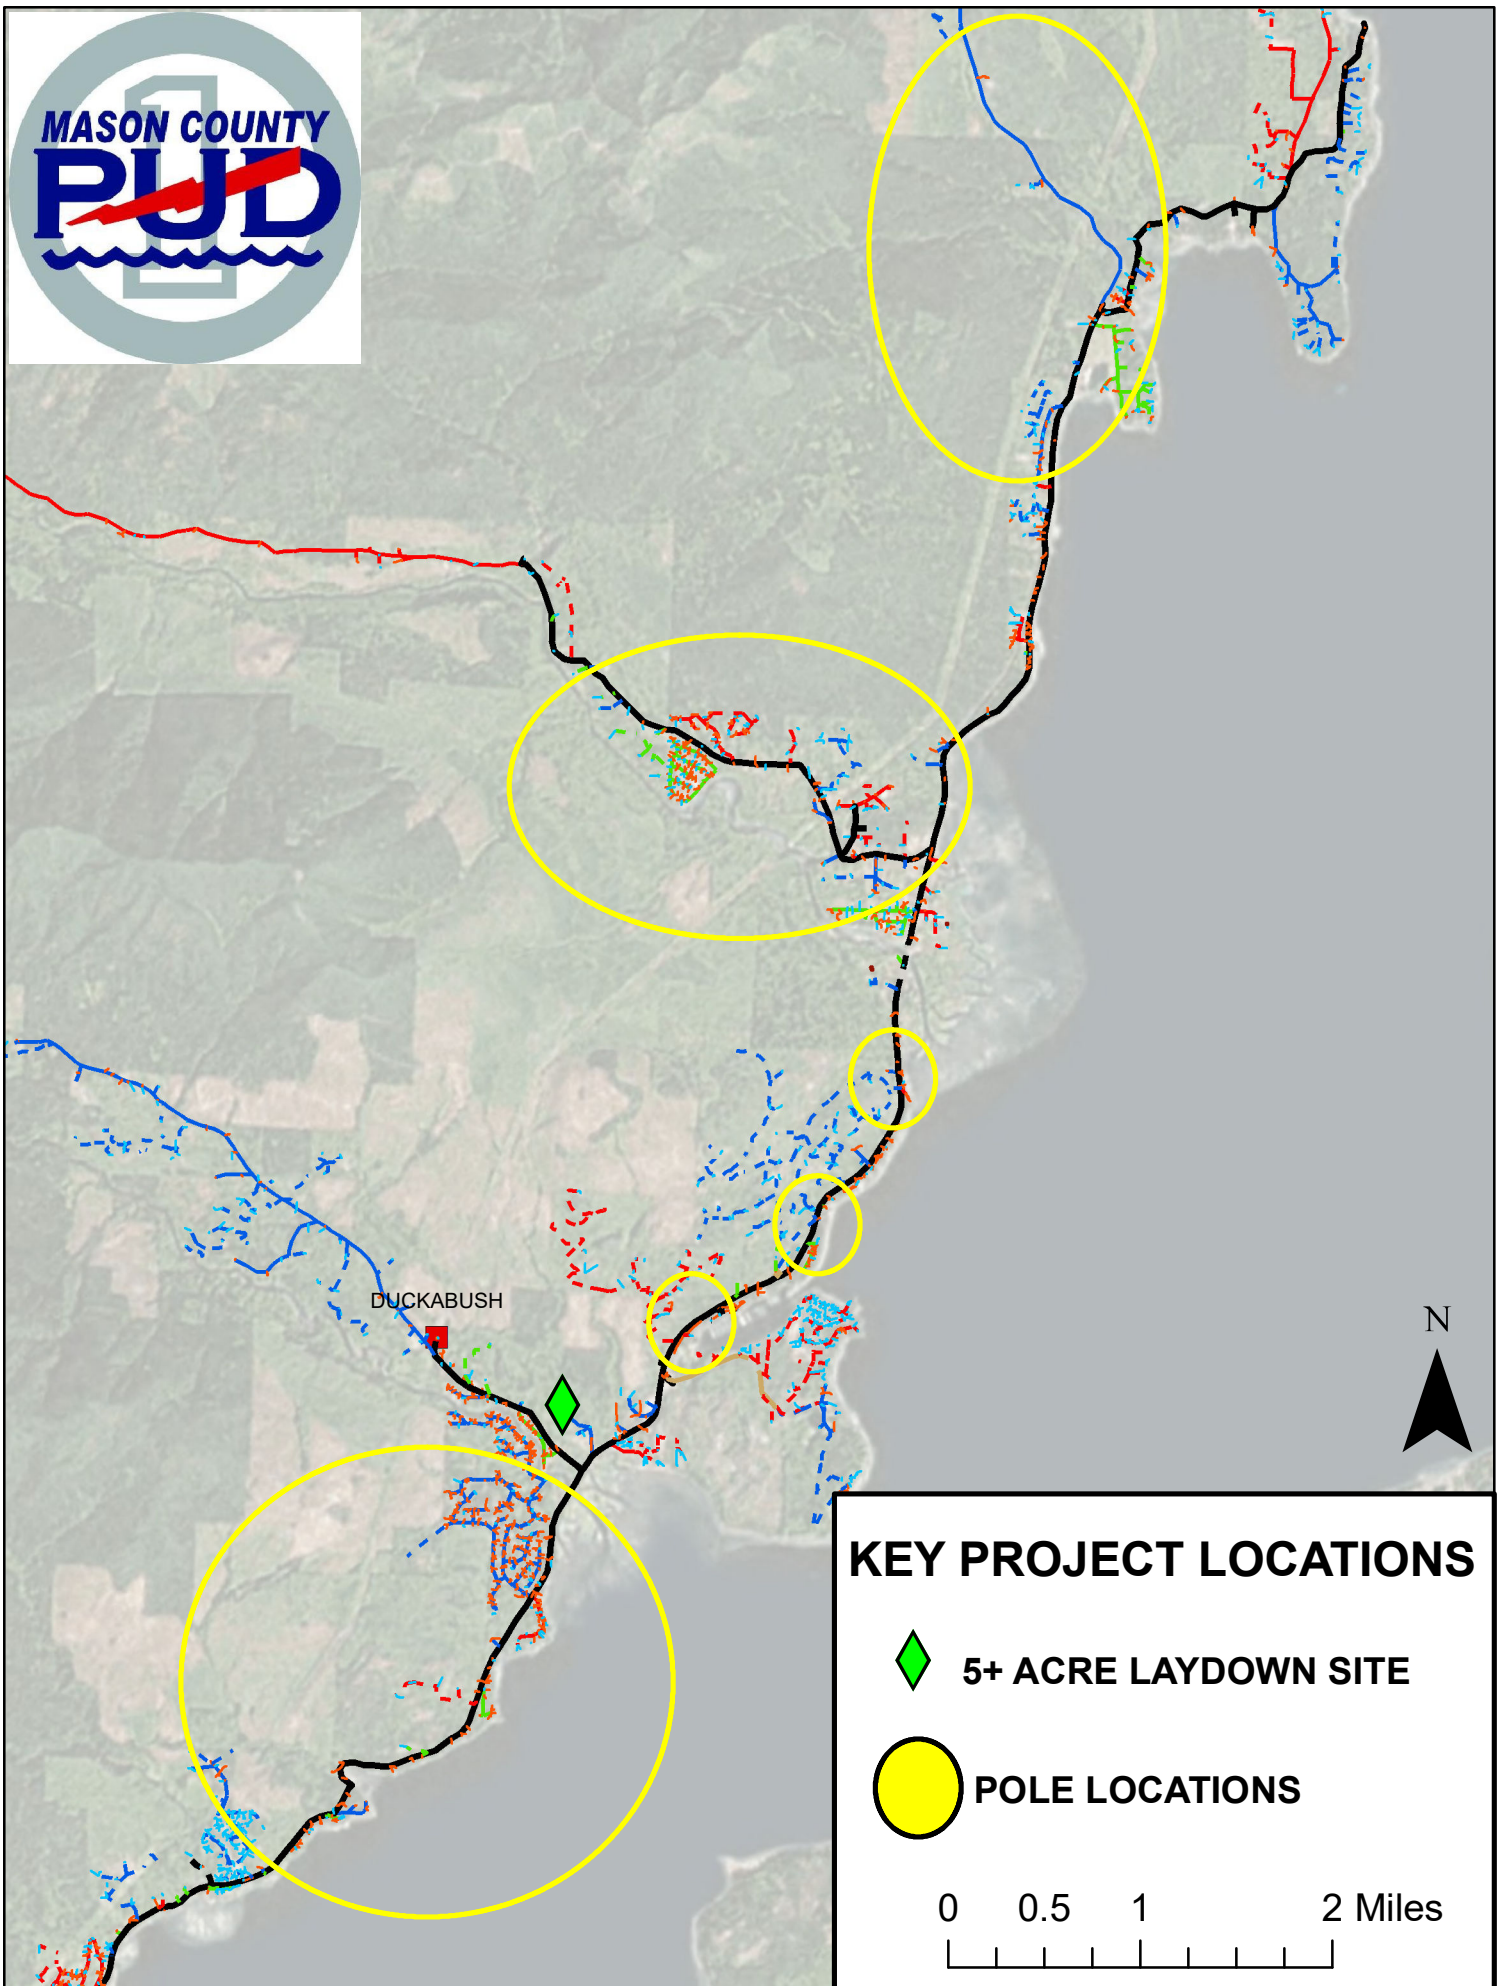 1
MASON COUNTY
PUD
DUCKABUSH
N
KEY PROJECT LOCATIONS
5+ ACRE LAYDOWN SITE
POLE LOCATIONS
0 0.5 1 2 Miles